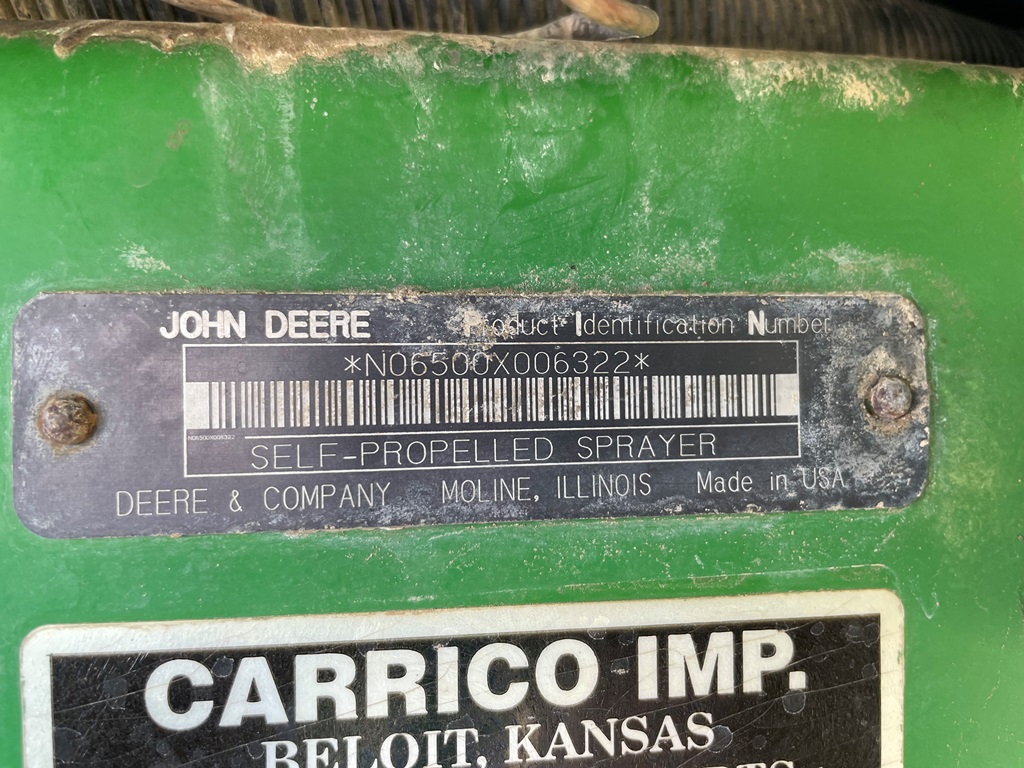 JOHN DEERE Product Identification Number
*N06500X006322*
N06500X006322
SELF-PROPELLED SPRAYER
DEERE & COMPANY MOLINE, ILLINOIS Made in USA
CARRICO IMP.
BELOIT, KANSAS